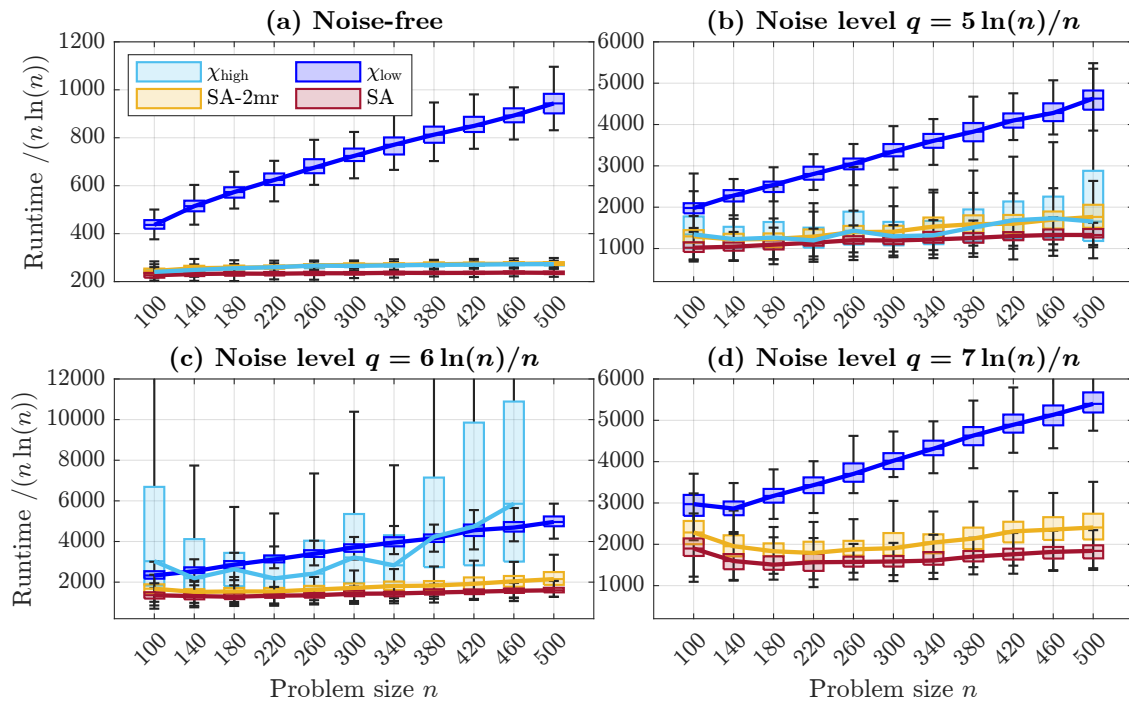 (a) Noise-free
(b) Noise level q = 5 ln(n)/n
Runtime /(n ln(n))
1200
1000
800
600
400
200
χhigh
χlow
SA-2mr
SA
100 140 180 220 260 300 340 380 420 460 500
6000
5000
4000
3000
2000
1000
100 140 180 220 260 300 340 380 420 460 500
(c) Noise level q = 6 ln(n)/n
(d) Noise level q = 7 ln(n)/n
Runtime /(n ln(n))
12000
10000
8000
6000
4000
2000
100 140 180 220 260 300 340 380 420 460 500
Problem size n
6000
5000
4000
3000
2000
1000
100 140 180 220 260 300 340 380 420 460 500
Problem size n